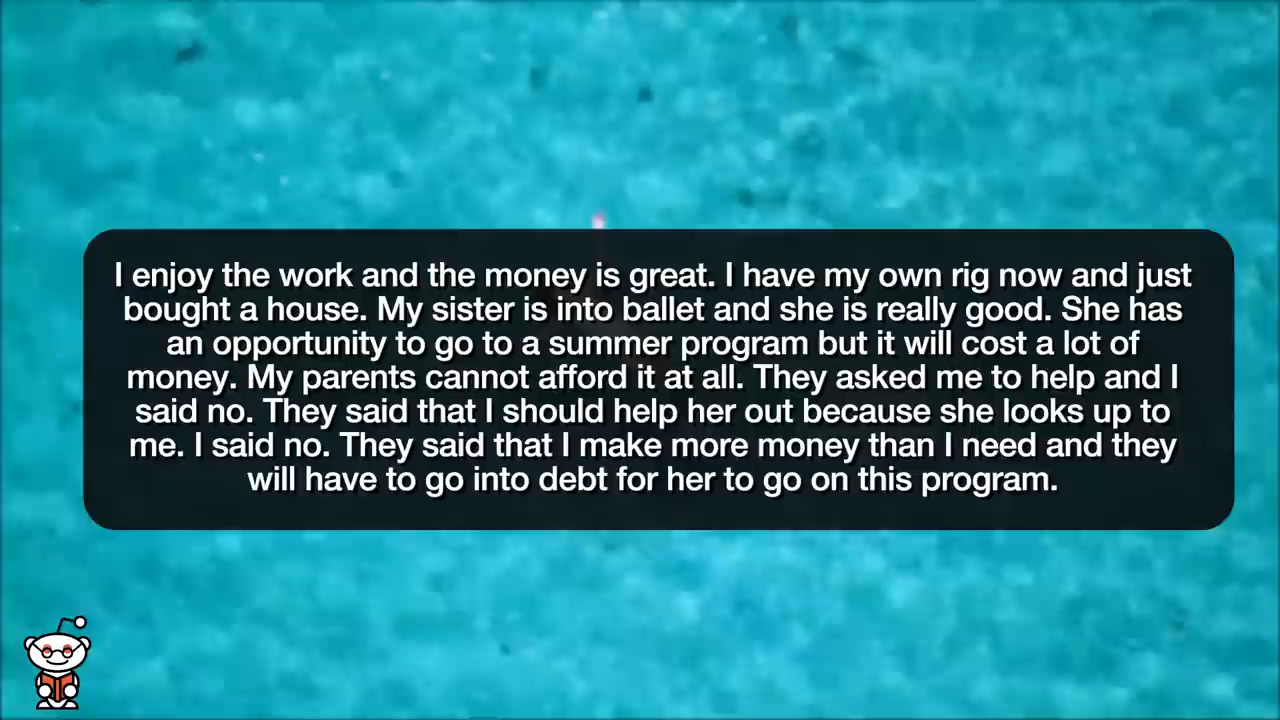 I enjoy the work and the money is great. I have my own rig now and just
bought a house. My sister is into ballet and she is really good. She has
an opportunity to go to a summer program but it will cost a lot of
money. My parents cannot afford it at all. They asked me to help and I
said no. They said that I should help her out because she looks up to
me. I said no. They said that I make more money than I need and they
will have to go into debt for her to go on this program.